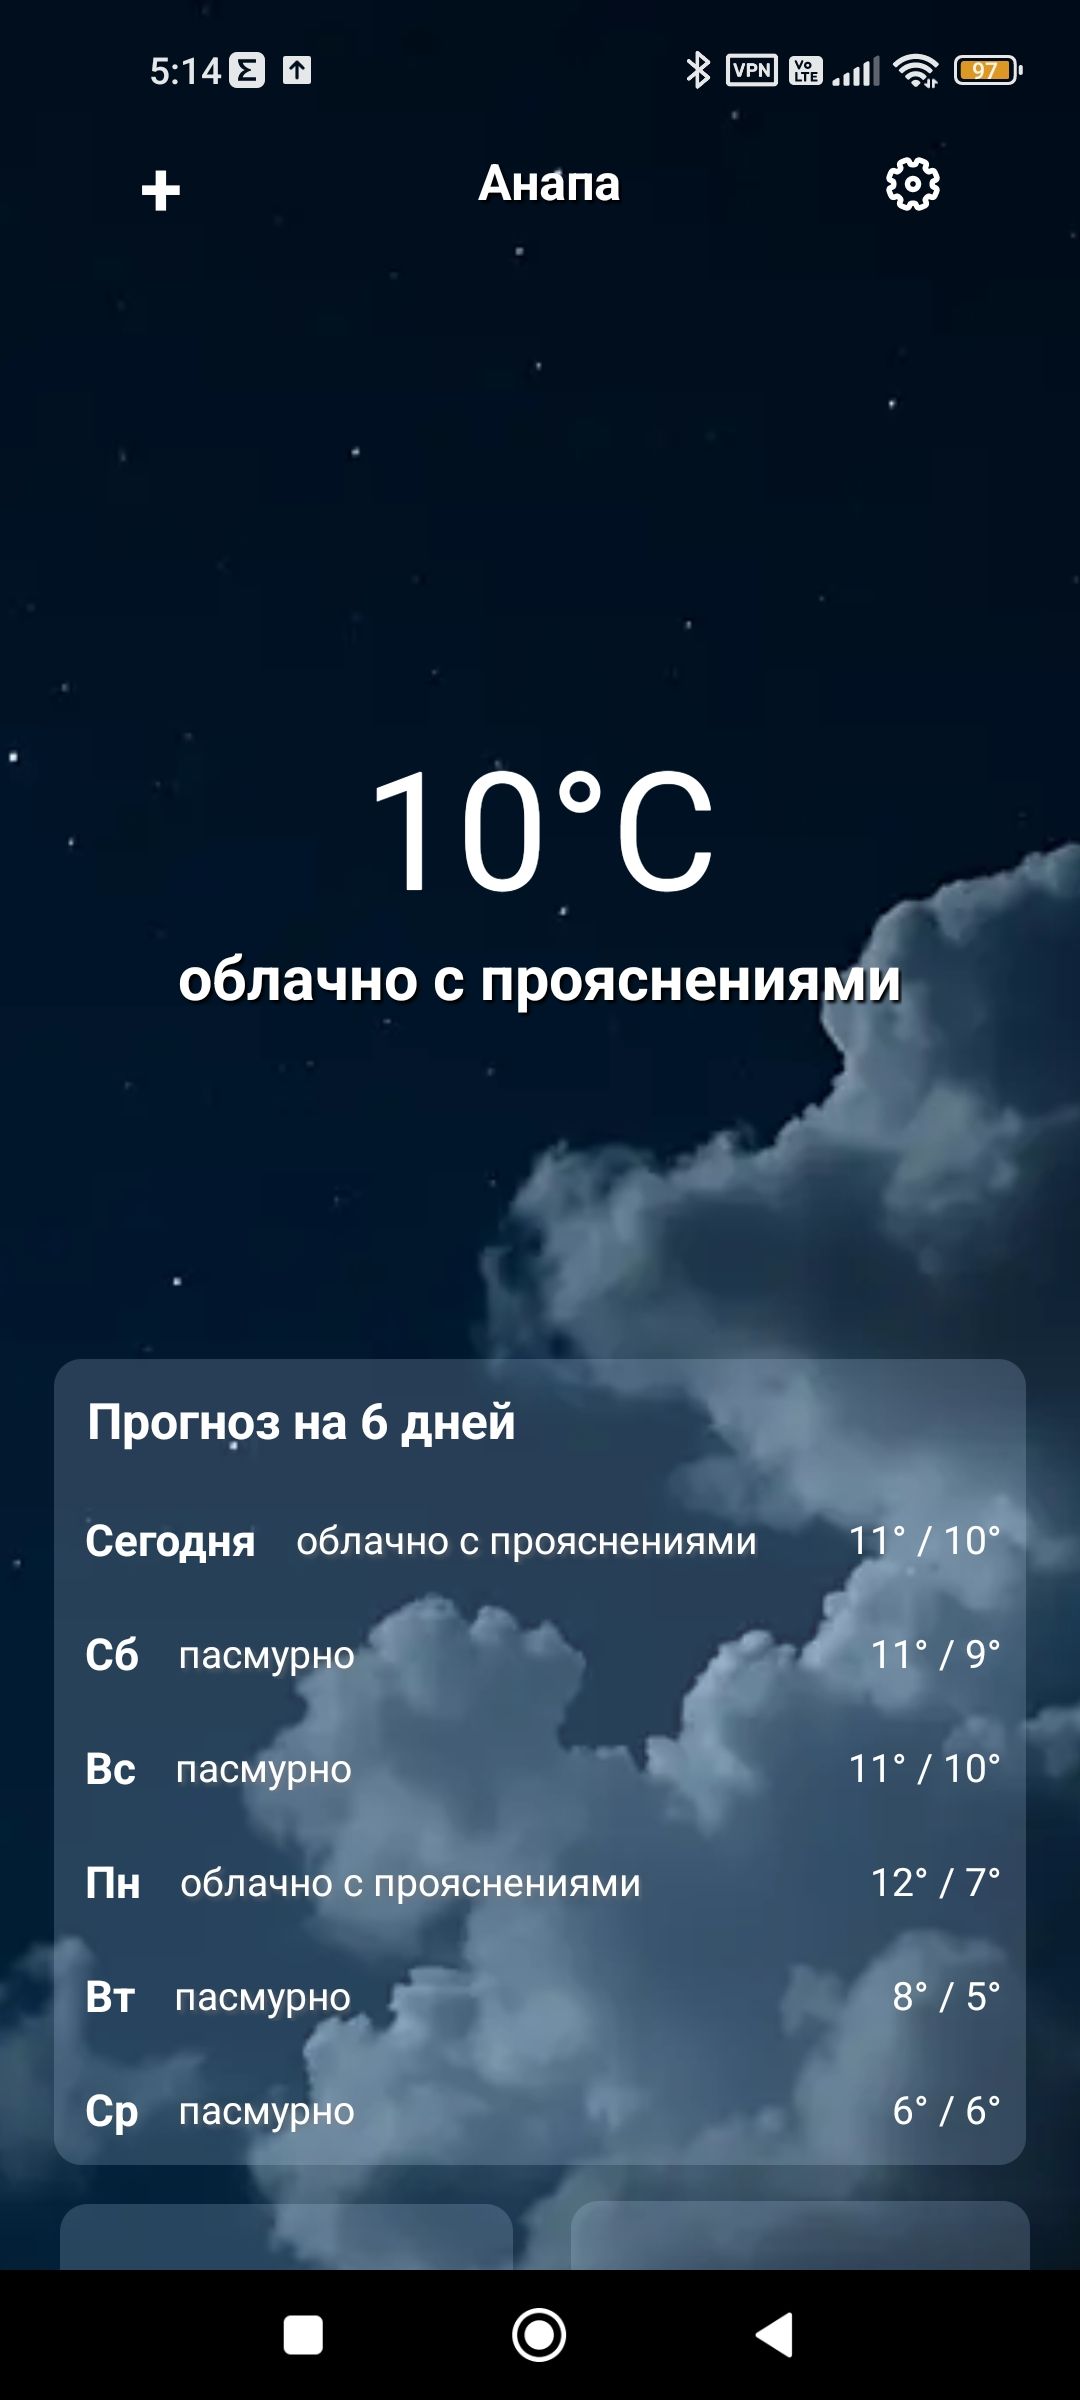 5:14 Σ VPN Vo LTE 97
+ Анапа
10°C
облачно с прояснениями
Прогноз на 6 дней
Сегодня облачно с прояснениями 11° / 10°
Сб пасмурно 11° / 9°
Вс пасмурно 11° / 10°
Пн облачно с прояснениями 12° / 7°
Вт пасмурно 8° / 5°
Ср пасмурно 6° / 6°